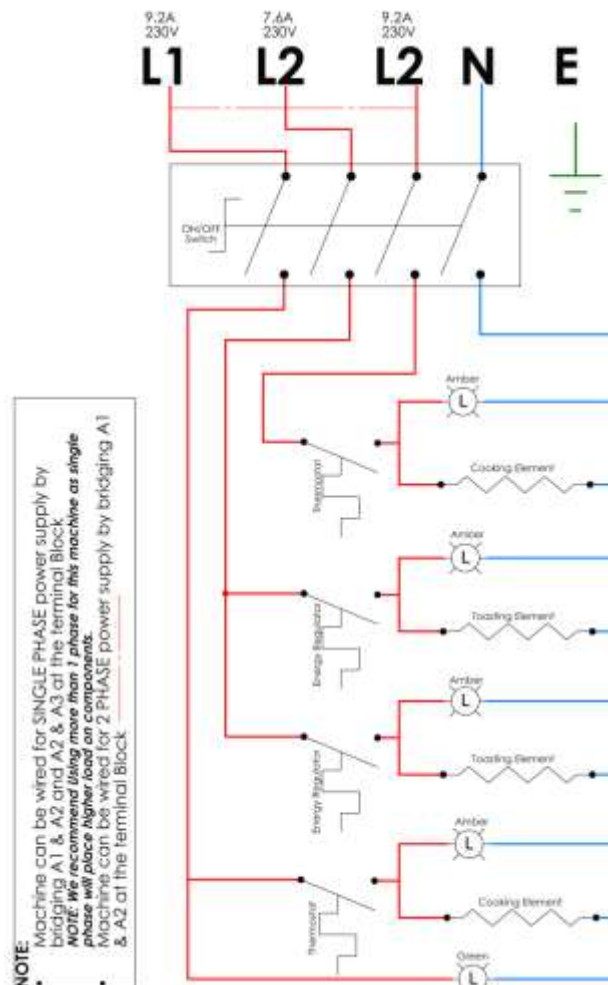 9.2A
230V
7.6A
230V
9.2A
230V
L1
L2
L2
N
E
ON/OFF
Switch
Amber
L
Cooking Element
Thermostat
Amber
L
Toasting Element
Energy Regulator
Amber
L
Toasting Element
Energy Regulator
Amber
L
Cooking Element
Thermostat
Green
L
NOTE:
Machine can be wired for SINGLE PHASE power supply by
bridging A1 & A2 and A2 & A3 at the terminal Block
NOTE: We recommend Using more than 1 phase for this machine as single
phase will place higher load on components.
Machine can be wired for 2 PHASE power supply by bridging A1
& A2 at the terminal Block